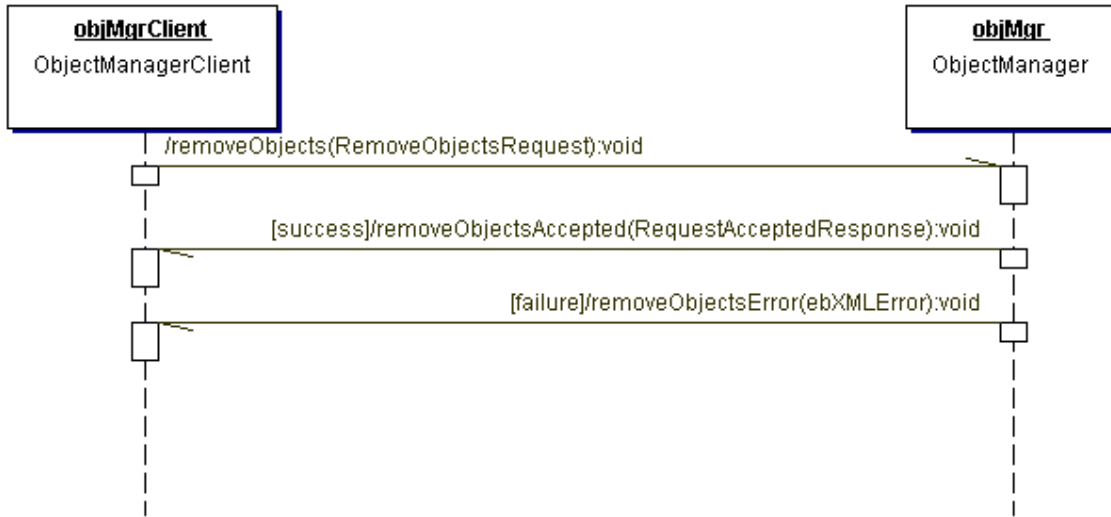 objMgrClient
ObjectManagerClient
objMgr
ObjectManager
/removeObjects(RemoveObjectsRequest):void
[success]/removeObjectsAccepted(RequestAcceptedResponse):void
[failure]/removeObjectsError(ebXMLError):void